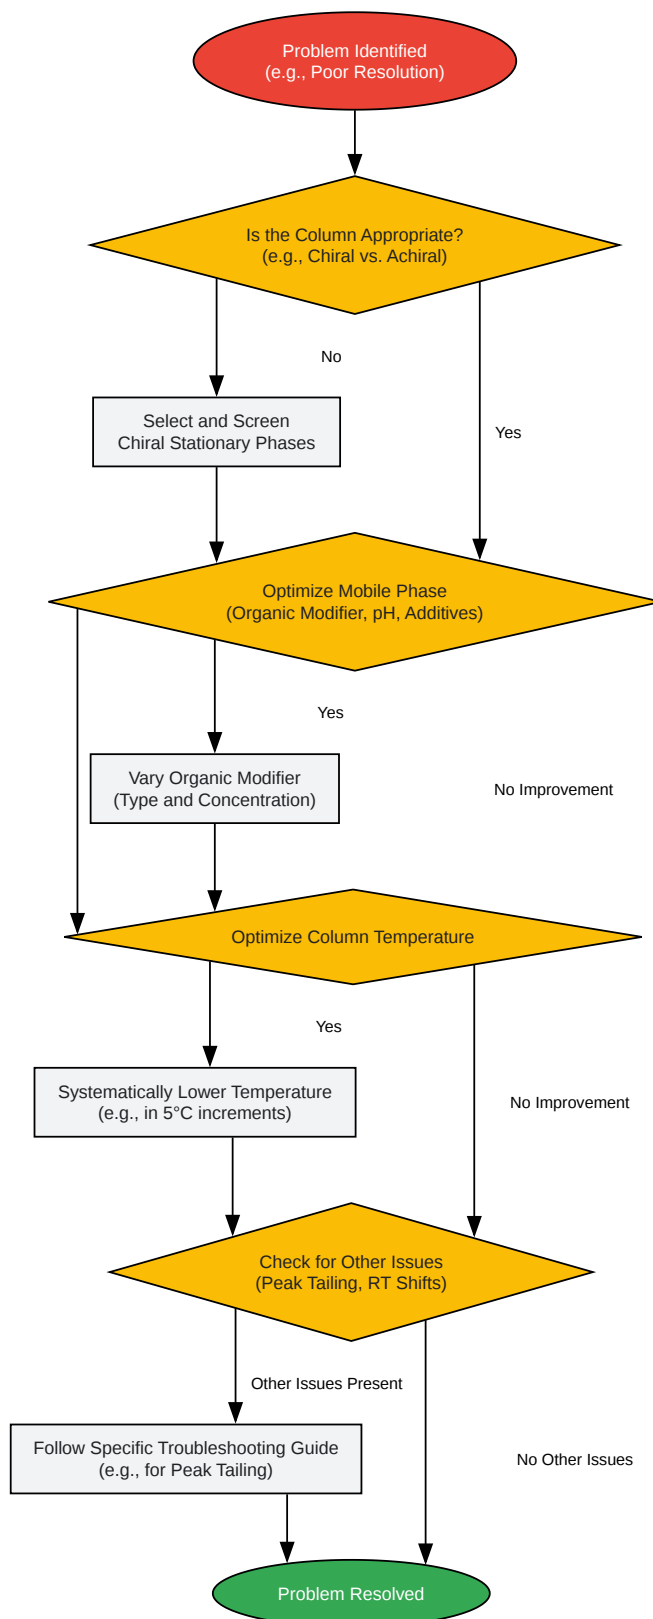 Problem Identified
(e.g., Poor Resolution)
Is the Column Appropriate?
(e.g., Chiral vs. Achiral)
No
Select and Screen
Chiral Stationary Phases
Yes
Optimize Mobile Phase
(Organic Modifier, pH, Additives)
Yes
Vary Organic Modifier
(Type and Concentration)
No Improvement
Optimize Column Temperature
Yes
Systematically Lower Temperature
(e.g., in 5°C increments)
No Improvement
Check for Other Issues
(Peak Tailing, RT Shifts)
Other Issues Present
Follow Specific Troubleshooting Guide
(e.g., for Peak Tailing)
No Other Issues
Problem Resolved